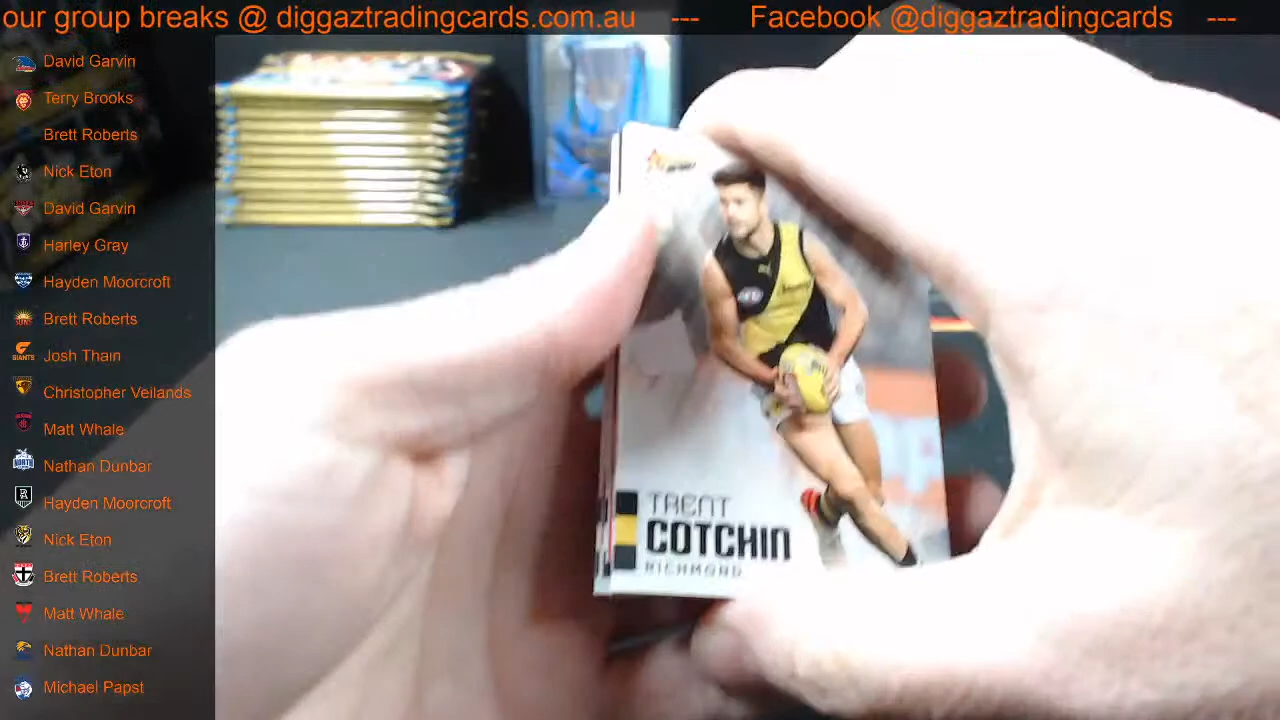 our group breaks @ diggaztradingcards.com.au --- Facebook @diggaztradingcards ---
David Garvin
Terry Brooks
Brett Roberts
Nick Eton
David Garvin
Harley Gray
Hayden Moorcroft
Brett Roberts
Josh Thain
GIANTS
Christopher Veilands
Matt Whale
Nathan Dunbar
Hayden Moorcroft
Nick Eton
Brett Roberts
Matt Whale
Nathan Dunbar
Michael Papst
TRENT
COTCHIN
RICHMOND